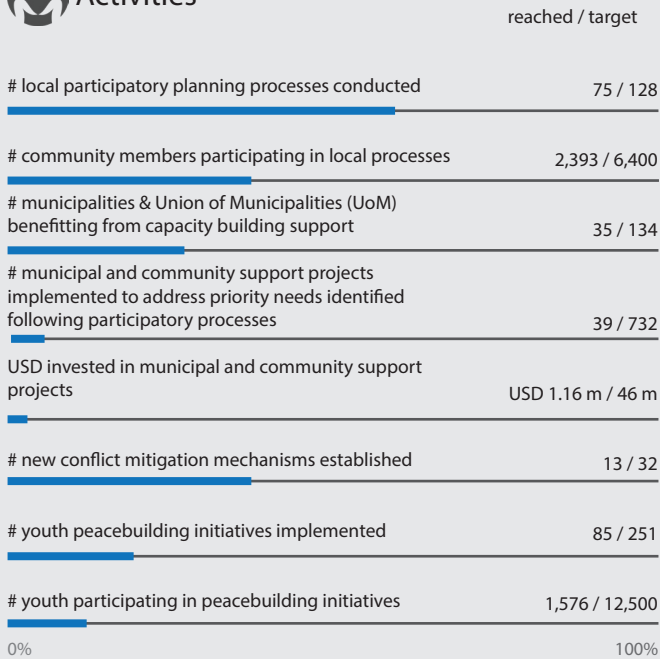 Activities
reached / target
# local participatory planning processes conducted
75 / 128
# community members participating in local processes
2,393 / 6,400
# municipalities & Union of Municipalities (UoM)
benefitting from capacity building support
35 / 134
# municipal and community support projects
implemented to address priority needs identified
following participatory processes
39 / 732
USD invested in municipal and community support
projects
USD 1.16 m / 46 m
# new conflict mitigation mechanisms established
13 / 32
# youth peacebuilding initiatives implemented
85 / 251
# youth participating in peacebuilding initiatives
1,576 / 12,500
0%
100%